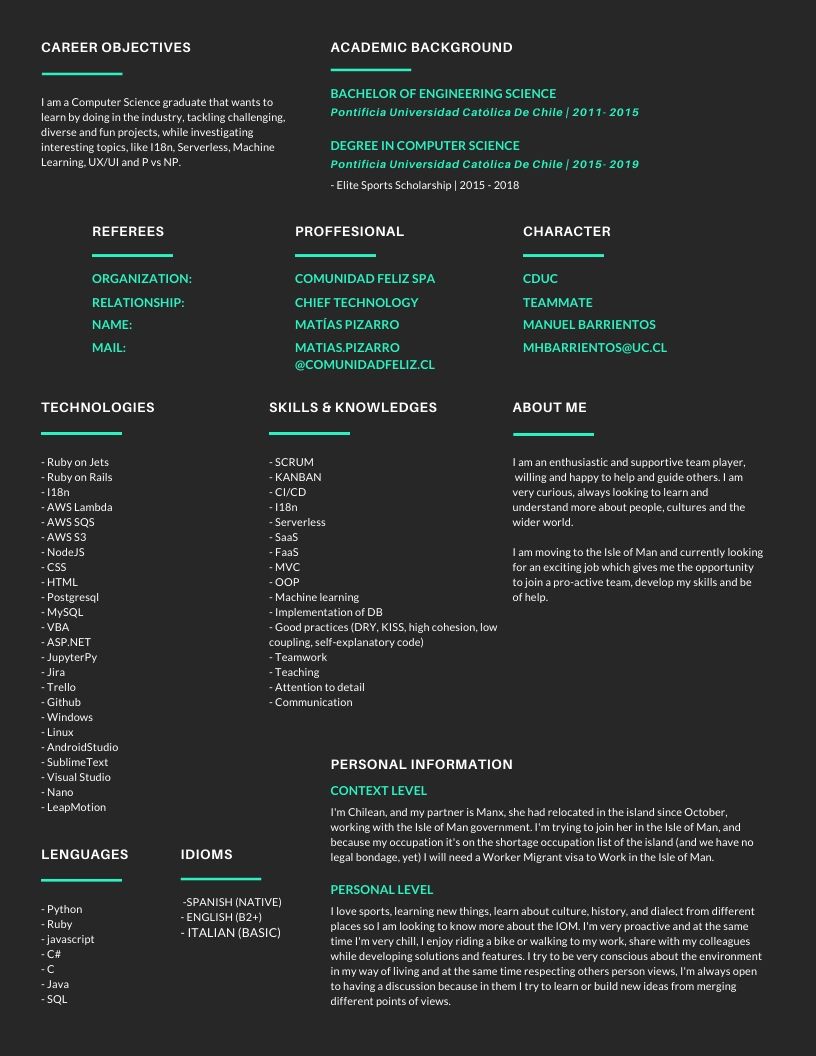 CAREER OBJECTIVES
I am a Computer Science graduate that wants to
learn by doing in the industry, tackling challenging,
diverse and fun projects, while investigating
interesting topics, like I18n, Serverless, Machine
Learning, UX/UI and P vs NP.
ACADEMIC BACKGROUND
BACHELOR OF ENGINEERING SCIENCE
Pontificia Universidad Católica De Chile | 2011- 2015
DEGREE IN COMPUTER SCIENCE
Pontificia Universidad Católica De Chile | 2015- 2019
- Elite Sports Scholarship | 2015 - 2018
REFEREES
ORGANIZATION:
RELATIONSHIP:
NAME:
MAIL:
PROFFESIONAL
COMUNIDAD FELIZ SPA
CHIEF TECHNOLOGY
MATÍAS PIZARRO
MATIAS.PIZARRO
@COMUNIDADFELIZ.CL
CHARACTER
CDUC
TEAMMATE
MANUEL BARRIENTOS
MHBARRIENTOS@UC.CL
TECHNOLOGIES
- Ruby on Jets
- Ruby on Rails
- I18n
- AWS Lambda
- AWS SQS
- AWS S3
- NodeJS
- CSS
- HTML
- Postgresql
- MySQL
- VBA
- ASP.NET
- JupyterPy
- Jira
- Trello
- Github
- Windows
- Linux
- AndroidStudio
- SublimeText
- Visual Studio
- Nano
- LeapMotion
SKILLS & KNOWLEDGES
- SCRUM
- KANBAN
- CI/CD
- I18n
- Serverless
- SaaS
- FaaS
- MVC
- OOP
- Machine learning
- Implementation of DB
- Good practices (DRY, KISS, high cohesion, low
coupling, self-explanatory code)
- Teamwork
- Teaching
- Attention to detail
- Communication
ABOUT ME
I am an enthusiastic and supportive team player,
willing and happy to help and guide others. I am
very curious, always looking to learn and
understand more about people, cultures and the
wider world.
I am moving to the Isle of Man and currently looking
for an exciting job which gives me the opportunity
to join a pro-active team, develop my skills and be
of help.
LENGUAGES
- Python
- Ruby
- javascript
- C#
- C
- Java
- SQL
IDIOMS
-SPANISH (NATIVE)
- ENGLISH (B2+)
- ITALIAN (BASIC)
PERSONAL INFORMATION
CONTEXT LEVEL
I'm Chilean, and my partner is Manx, she had relocated in the island since October,
working with the Isle of Man government. I'm trying to join her in the Isle of Man, and
because my occupation it's on the shortage occupation list of the island (and we have no
legal bondage, yet) I will need a Worker Migrant visa to Work in the Isle of Man.
PERSONAL LEVEL
I love sports, learning new things, learn about culture, history, and dialect from different
places so I am looking to know more about the IOM. I'm very proactive and at the same
time I'm very chill, I enjoy riding a bike or walking to my work, share with my colleagues
while developing solutions and features. I try to be very conscious about the environment
in my way of living and at the same time respecting others person views, I'm always open
to having a discussion because in them I try to learn or build new ideas from merging
different points of views.